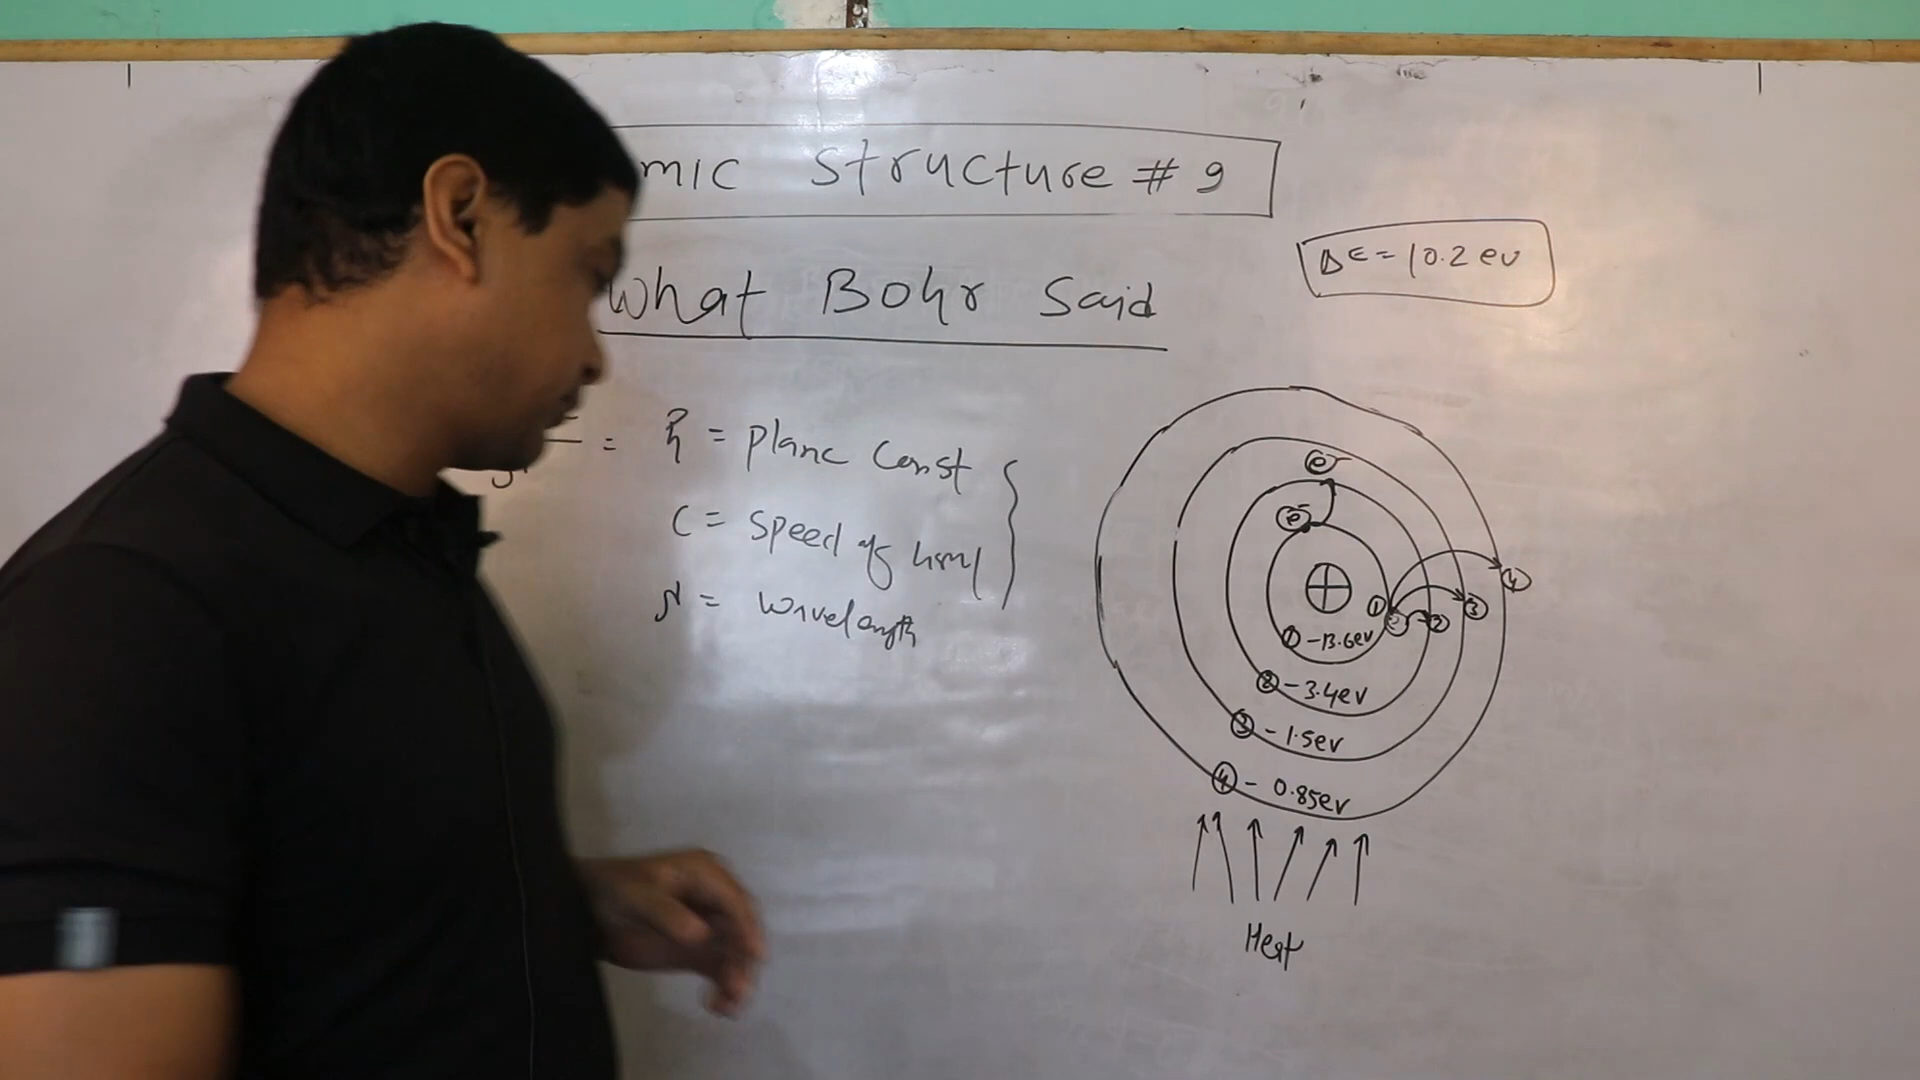 mic Structure # 9
ΔE = 10.2 ev
What Bohr Said
= h = planc Const
C = Speed of
λ = wavelength
e-
e-
① ② ③ ④
① -13.6ev
② -3.4ev
③ -1.5ev
④ - 0.85ev
Heat